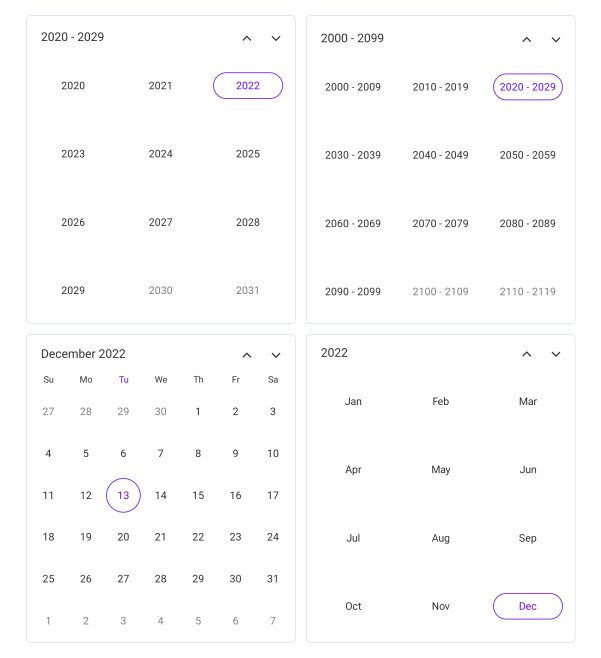 2020 - 2029
2020 2021 2022
2023 2024 2025
2026 2027 2028
2029 2030 2031
2000 - 2099
2000 - 2009 2010 - 2019 2020 - 2029
2030 - 2039 2040 - 2049 2050 - 2059
2060 - 2069 2070 - 2079 2080 - 2089
2090 - 2099 2100 - 2109 2110 - 2119
December 2022
Su Mo Tu We Th Fr Sa
27 28 29 30 1 2 3
4 5 6 7 8 9 10
11 12 13 14 15 16 17
18 19 20 21 22 23 24
25 26 27 28 29 30 31
1 2 3 4 5 6 7
2022
Jan Feb Mar
Apr May Jun
Jul Aug Sep
Oct Nov Dec